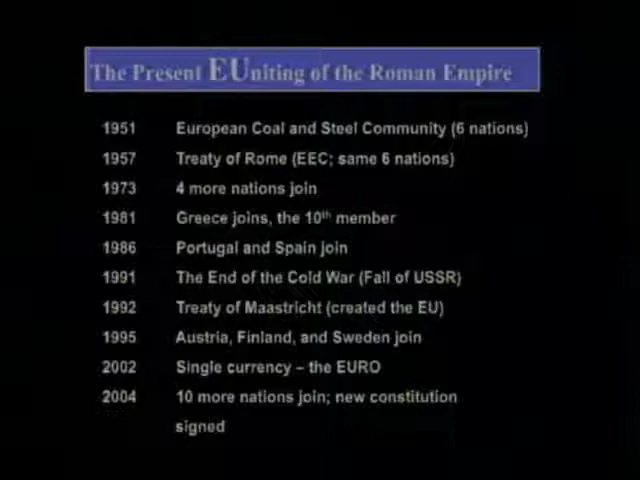 The Present EUniting of the Roman Empire
1951 European Coal and Steel Community (6 nations)
1957 Treaty of Rome (EEC; same 6 nations)
1973 4 more nations join
1981 Greece joins, the 10th member
1986 Portugal and Spain join
1991 The End of the Cold War (Fall of USSR)
1992 Treaty of Maastricht (created the EU)
1995 Austria, Finland, and Sweden join
2002 Single currency – the EURO
2004 10 more nations join; new constitution
signed